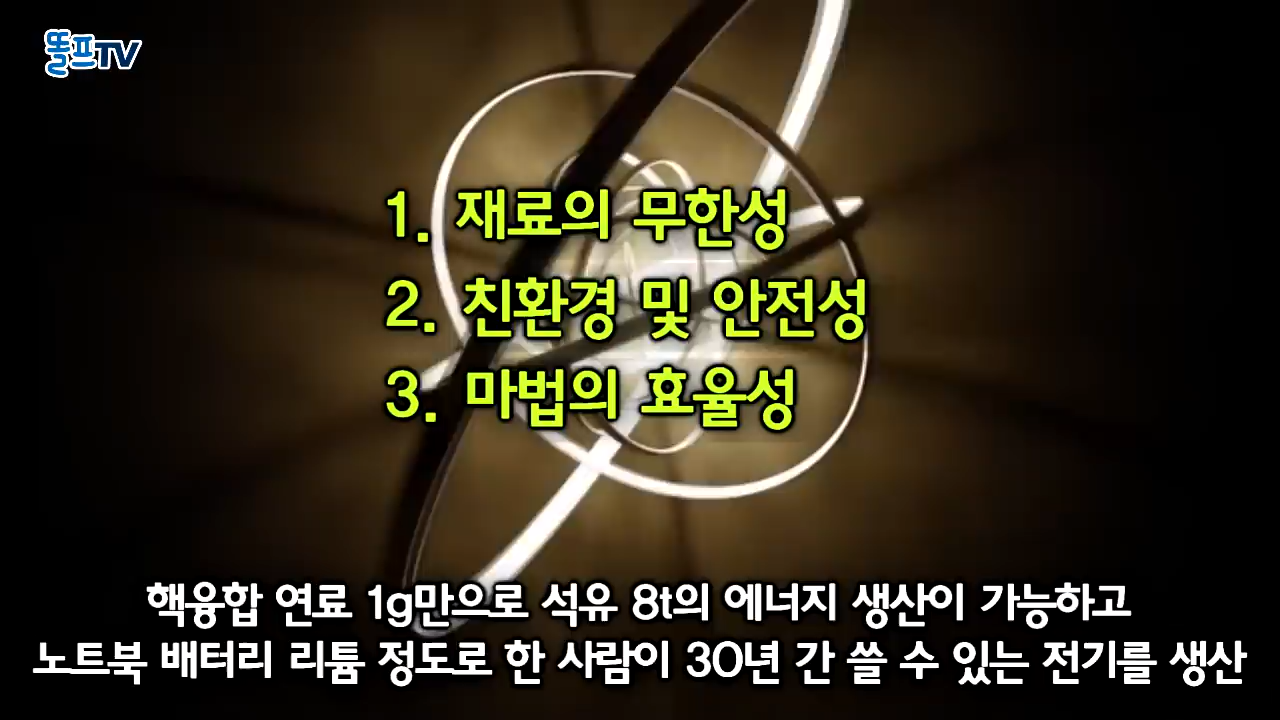 똘프TV
1. 재료의 무한성
2. 친환경 및 안전성
3. 마법의 효율성
핵융합 연료 1g만으로 석유 8t의 에너지 생산이 가능하고
노트북 배터리 리튬 정도로 한 사람이 30년 간 쓸 수 있는 전기를 생산